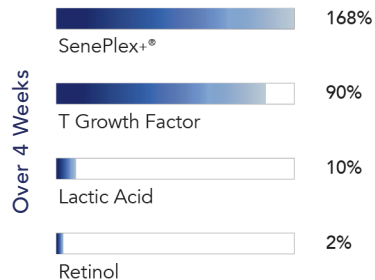 168%
SenePlex+®
90%
T Growth Factor
10%
Lactic Acid
2%
Retinol
Over 4 Weeks